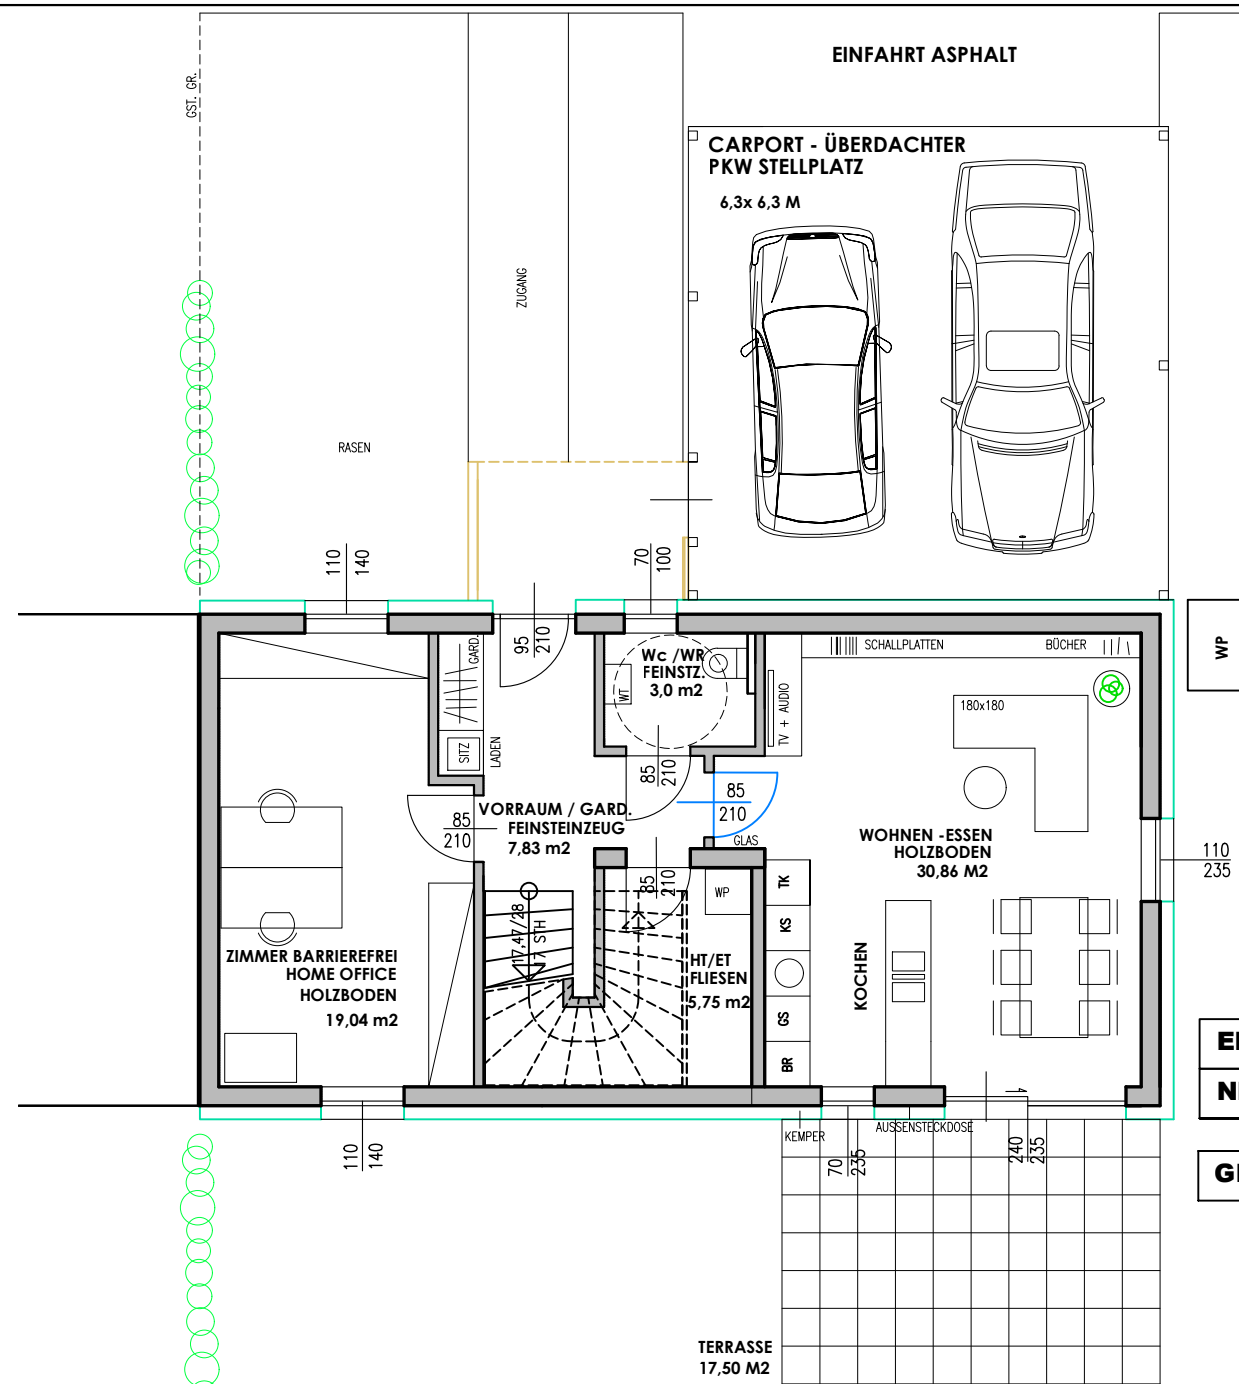 EINFAHRT ASPHALT
GST. GR.
CARPORT - ÜBERDACHTER
PKW STELLPLATZ
6,3x 6,3 M
ZUGANG
RASEN
110
140
70
100
95
210
GARD.
SITZ
LADEN
Wc /WR
FEINSTZ.
3,0 m2
WT
TV + AUDIO
SCHALLPLATTEN
BÜCHER
WP
180x180
85
210
85
210
85
210
GLAS
VORRAUM / GARD.
FEINSTEINZEUG
7,83 m2
WOHNEN -ESSEN
HOLZBODEN
30,86 M2
110
235
85
210
WP
TK
KS
GS
BR
KOCHEN
17,47/28
17 STH
HT/ET
FLIESEN
5,75 m2
ZIMMER BARRIEREFREI
HOME OFFICE
HOLZBODEN
19,04 m2
110
140
KEMPER
AUSSENSTECKDOSE
70
235
240
235
TERRASSE
17,50 M2